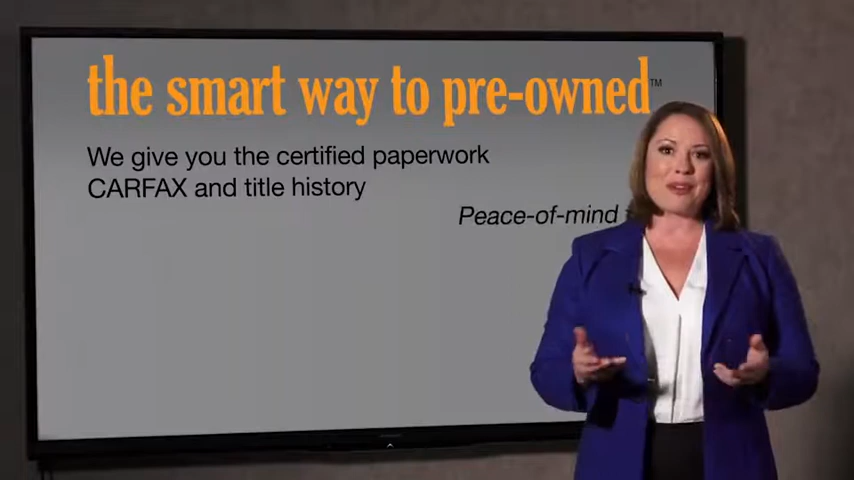 the smart way to pre-owned™
We give you the certified paperwork
CARFAX and title history
Peace-of-mind